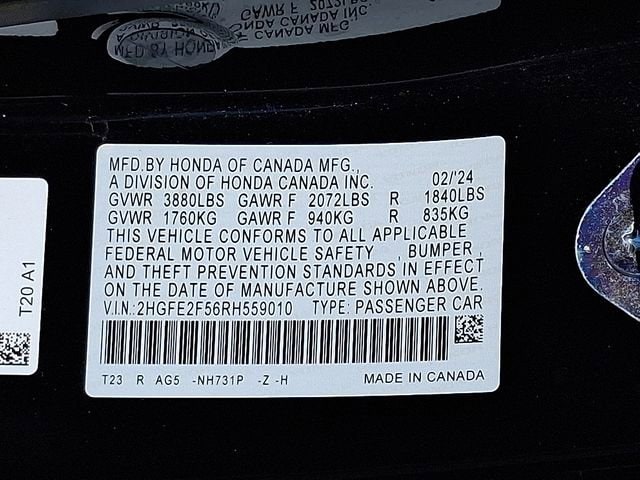 MFD.BY HONDA OF CANADA MFG.,
A DIVISION OF HONDA CANADA INC. 02/'24
GVWR 3880LBS GAWR F 2072LBS R 1840LBS
GVWR 1760KG GAWR F 940KG R 835KG
THIS VEHICLE CONFORMS TO ALL APPLICABLE
FEDERAL MOTOR VEHICLE SAFETY , BUMPER ,
AND THEFT PREVENTION STANDARDS IN EFFECT
ON THE DATE OF MANUFACTURE SHOWN ABOVE.
V.I.N.:2HGFE2F56RH559010 TYPE: PASSENGER CAR
T23 R AG5 -NH731P -Z -H MADE IN CANADA
T20 A1